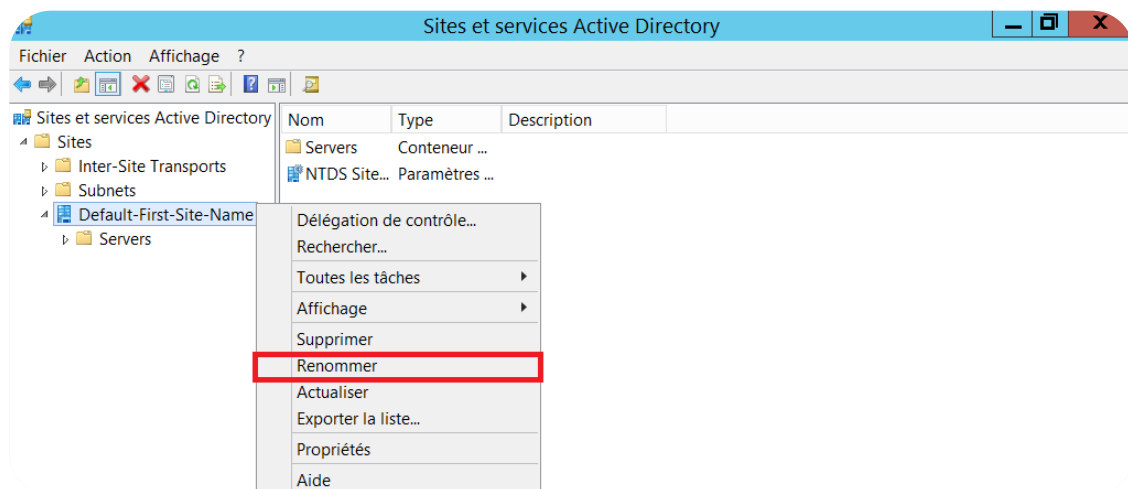 Sites et services Active Directory
Fichier Action Affichage ?
Sites et services Active Directory
Sites
Inter-Site Transports
Subnets
Default-First-Site-Name
Servers
Nom Type Description
Servers Conteneur ...
NTDS Site... Paramètres ...
Délégation de contrôle...
Rechercher...
Toutes les tâches
Affichage
Supprimer
Renommer
Actualiser
Exporter la liste...
Propriétés
Aide